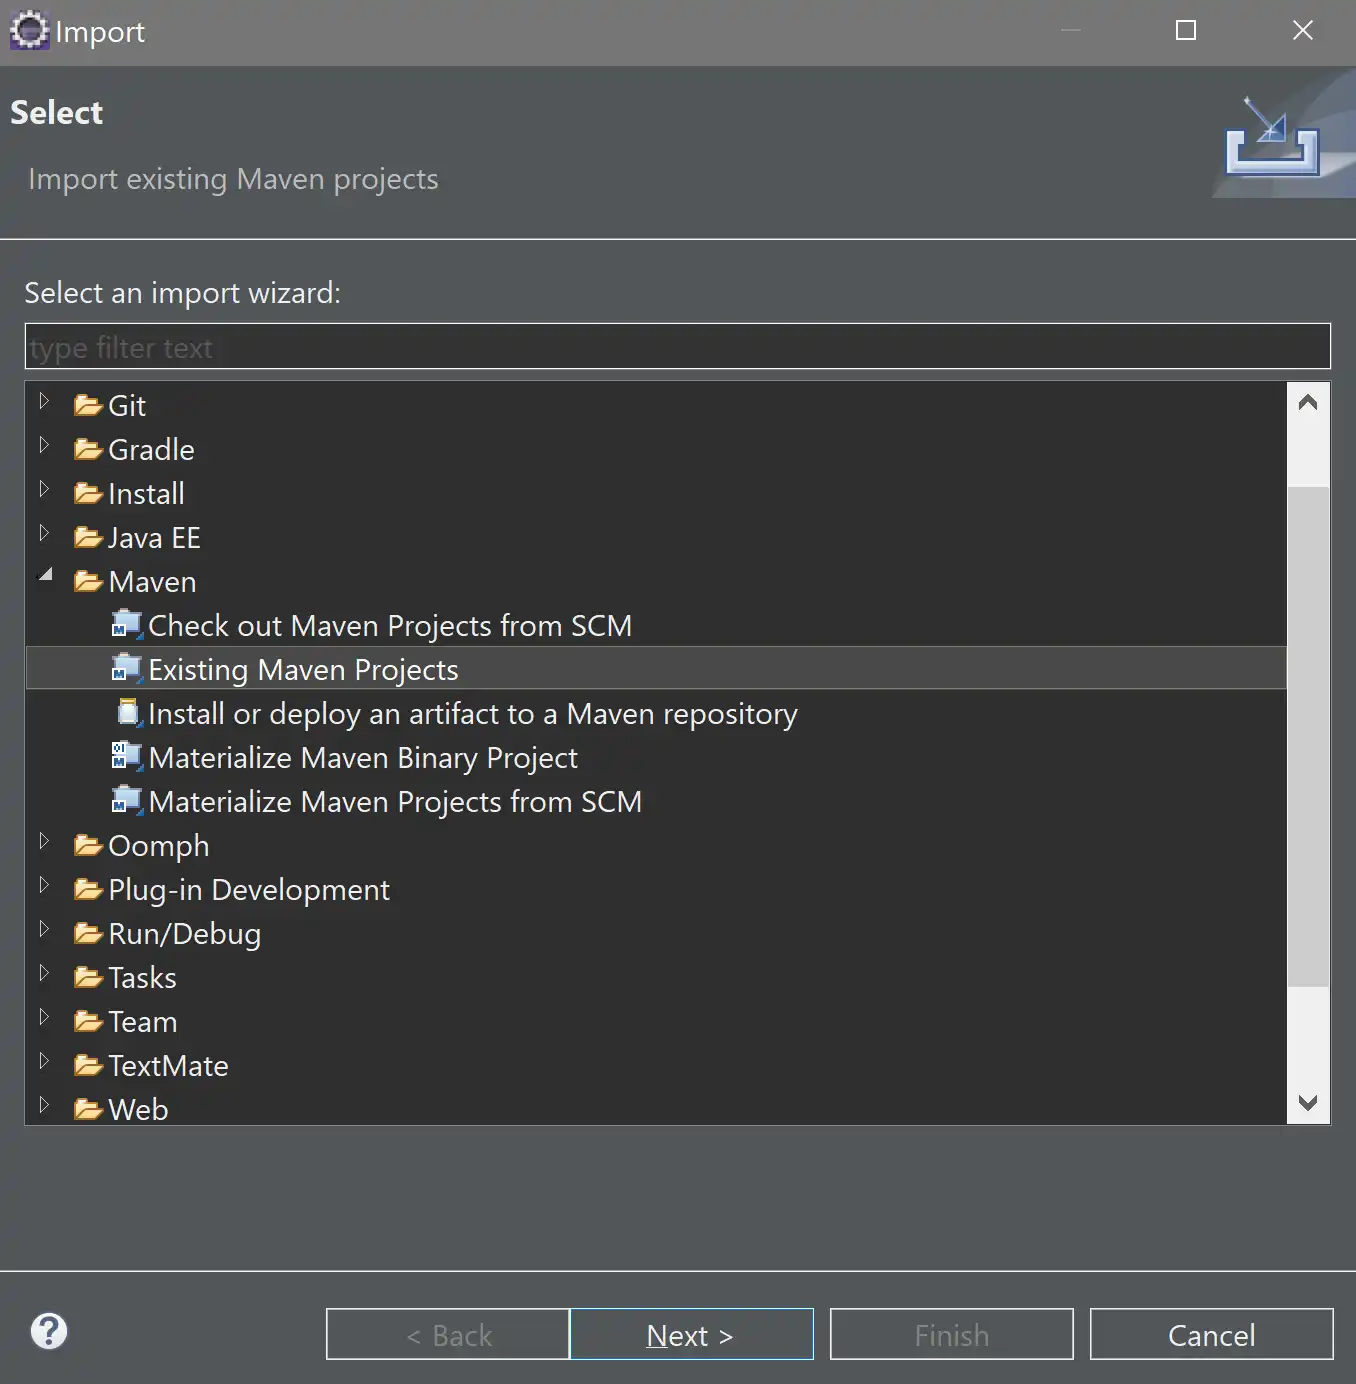 Import
Select
Import existing Maven projects
Select an import wizard:
type filter text
Git
Gradle
Install
Java EE
Maven
Check out Maven Projects from SCM
Existing Maven Projects
Install or deploy an artifact to a Maven repository
Materialize Maven Binary Project
Materialize Maven Projects from SCM
Oomph
Plug-in Development
Run/Debug
Tasks
Team
TextMate
Web
< Back
Next >
Finish
Cancel